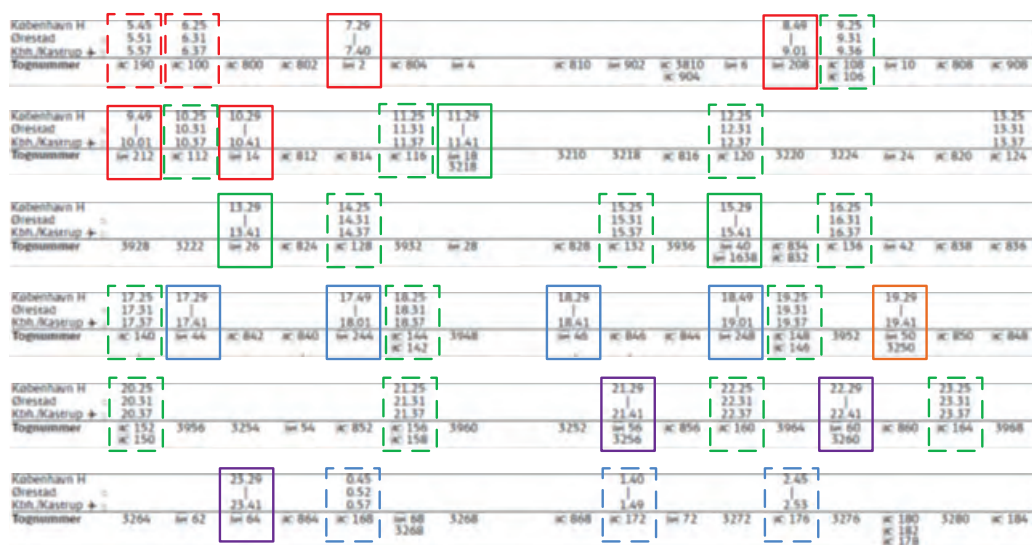 København H 5.45 6.25 7.29 8.49 9.25
Ørestad 5.51 6.31 | | 9.31
Kbh./Kastrup 5.57 6.37 7.40 9.01 9.36
Tognummer 190 100 800 802 2 804 4 810 902 3810 6 208 108 10 808 908
904 106
København H 9.49 10.25 10.29 11.25 11.29 12.25 13.25
Ørestad | 10.31 | 11.31 | 12.31 13.31
Kbh./Kastrup 10.01 10.37 10.41 11.37 11.41 12.37 13.37
Tognummer 212 112 14 812 814 116 18 3210 3218 816 120 3220 3224 24 820 124
3218
København H 13.29 14.25 15.25 15.29 16.25
Ørestad | 14.31 15.31 | 16.31
Kbh./Kastrup 13.41 14.37 15.37 15.41 16.37
Tognummer 3928 3222 26 824 128 3932 28 828 132 3936 40 834 136 42 838 836
1638 832
København H 17.25 17.29 17.49 18.25 18.29 18.49 19.25 19.29
Ørestad 17.31 | | 18.31 | | 19.31 |
Kbh./Kastrup 17.37 17.41 18.01 18.37 18.41 19.01 19.37 19.41
Tognummer 140 44 842 840 244 144 3948 46 846 844 248 148 3952 50 850 848
142 146 3250
København H 20.25 21.25 21.29 22.25 22.29 23.25
Ørestad 20.31 21.31 | 22.31 | 23.31
Kbh./Kastrup 20.37 21.37 21.41 22.37 22.41 23.37
Tognummer 152 3956 3254 54 852 156 3960 3252 56 856 160 3964 60 860 164 3968
150 158 3256 3260
København H 23.29 0.45 1.40 2.45
Ørestad | 0.52 | |
Kbh./Kastrup 23.41 0.57 1.49 2.53
Tognummer 3264 62 64 864 168 68 3268 868 172 72 3272 176 3276 180 3280 184
3268 182
178